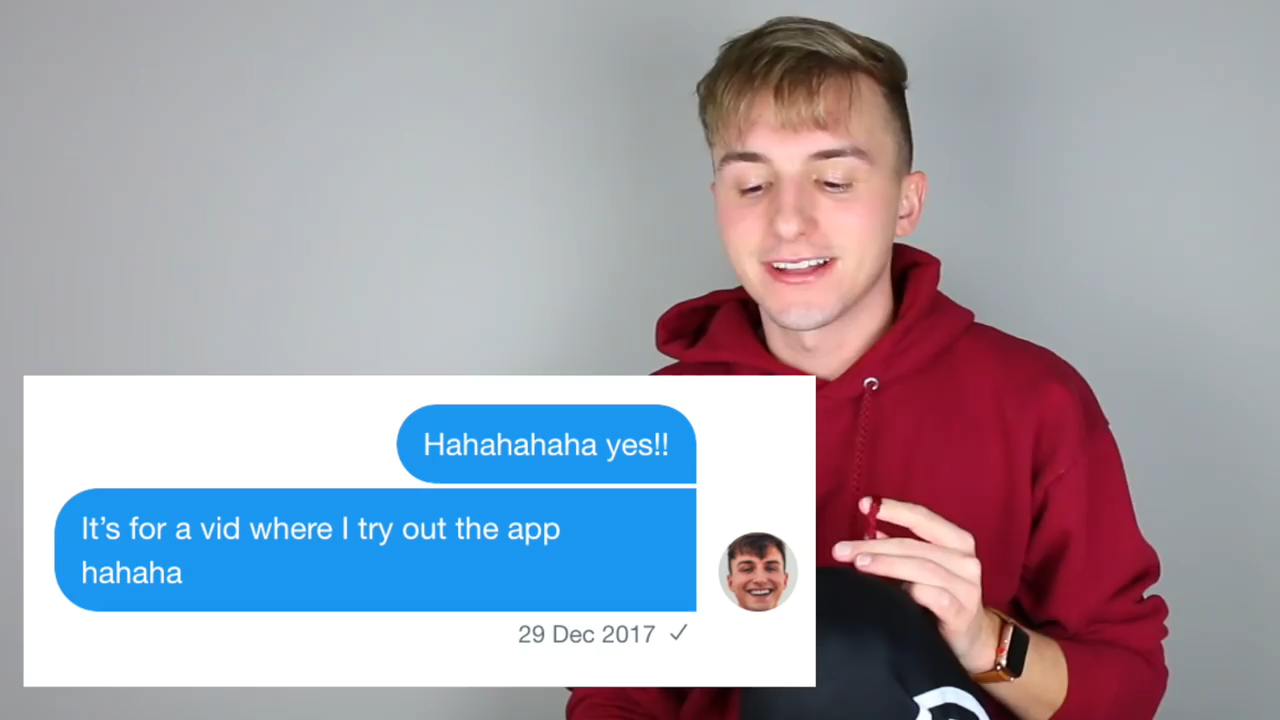 Hahahahaha yes!!
It’s for a vid where I try out the app
hahaha
29 Dec 2017 ✓